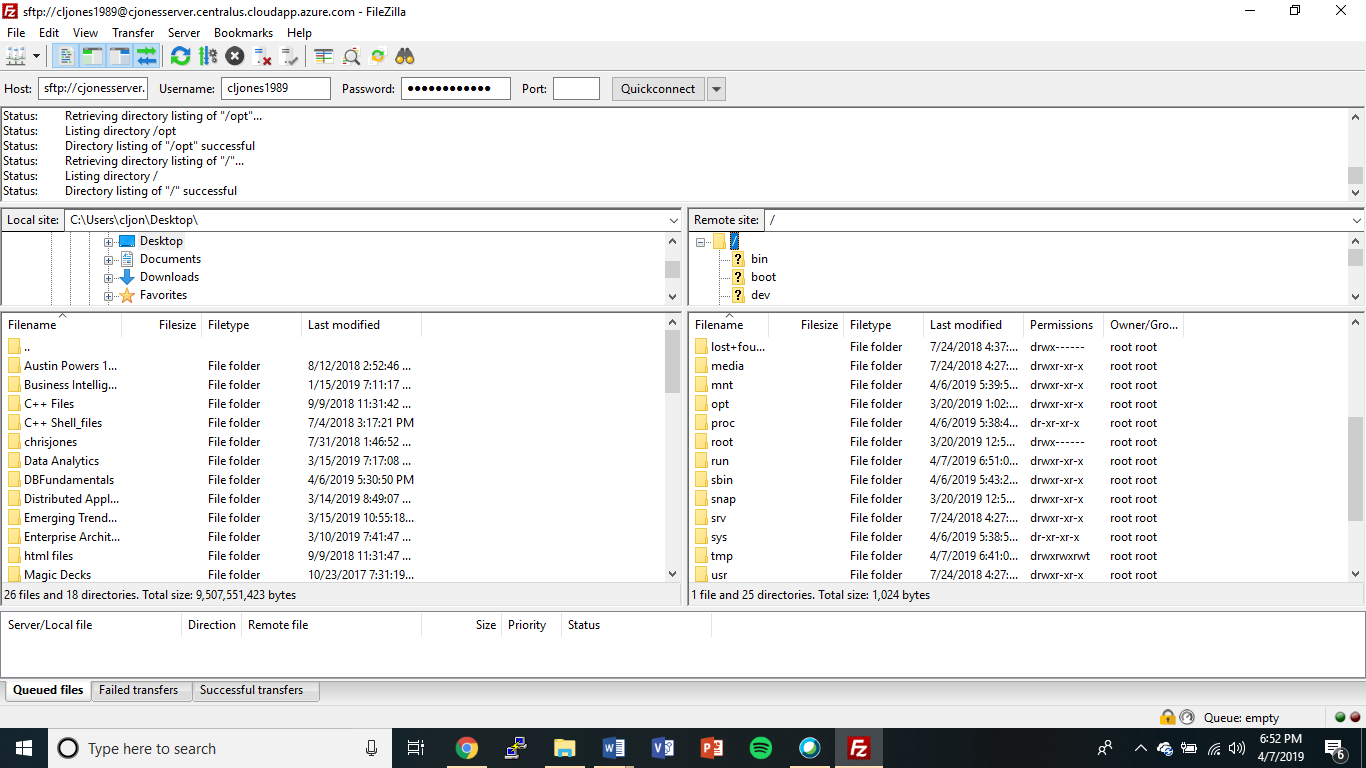 sftp://cljones1989@cjonesserver.centralus.cloudapp.azure.com - FileZilla
File Edit View Transfer Server Bookmarks Help
Host: sftp://cjonesserver. Username: cljones1989 Password: ●●●●●●●●●●●● Port: Quickconnect
Status: Retrieving directory listing of "/opt"...
Status: Listing directory /opt
Status: Directory listing of "/opt" successful
Status: Retrieving directory listing of "/"...
Status: Listing directory /
Status: Directory listing of "/" successful
Local site: C:\Users\cljon\Desktop\
Desktop
Documents
Downloads
Favorites
Remote site: /
/
bin
boot
dev
Filename Filesize Filetype Last modified
..
Austin Powers 1... File folder 8/12/2018 2:52:46 ...
Business Intellig... File folder 1/15/2019 7:11:17 ...
C++ Files File folder 9/9/2018 11:31:42 ...
C++ Shell_files File folder 7/4/2018 3:17:21 PM
chrisjones File folder 7/31/2018 1:46:52 ...
Data Analytics File folder 3/15/2019 7:17:08 ...
DBFundamentals File folder 4/6/2019 5:30:50 PM
Distributed Appl... File folder 3/14/2019 8:49:07 ...
Emerging Trend... File folder 3/15/2019 10:55:18...
Enterprise Archit... File folder 3/10/2019 7:41:47 ...
html files File folder 9/9/2018 11:31:47 ...
Magic Decks File folder 10/23/2017 7:31:19...
26 files and 18 directories. Total size: 9,507,551,423 bytes
Filename Filesize Filetype Last modified Permissions Owner/Gro...
lost+fou... File folder 7/24/2018 4:37:... drwx------ root root
media File folder 7/24/2018 4:27:... drwxr-xr-x root root
mnt File folder 4/6/2019 5:39:5... drwxr-xr-x root root
opt File folder 3/20/2019 1:02:... drwxr-xr-x root root
proc File folder 4/6/2019 5:38:4... dr-xr-xr-x root root
root File folder 3/20/2019 12:5... drwx------ root root
run File folder 4/7/2019 6:51:0... drwxr-xr-x root root
sbin File folder 4/6/2019 5:43:2... drwxr-xr-x root root
snap File folder 3/20/2019 12:5... drwxr-xr-x root root
srv File folder 7/24/2018 4:27:... drwxr-xr-x root root
sys File folder 4/6/2019 5:38:5... dr-xr-xr-x root root
tmp File folder 4/7/2019 6:41:0... drwxrwxrwt root root
usr File folder 7/24/2018 4:27:... drwxr-xr-x root root
1 file and 25 directories. Total size: 1,024 bytes
Server/Local file Direction Remote file Size Priority Status
Queued files Failed transfers Successful transfers
Queue: empty
Type here to search
6:52 PM
4/7/2019
6